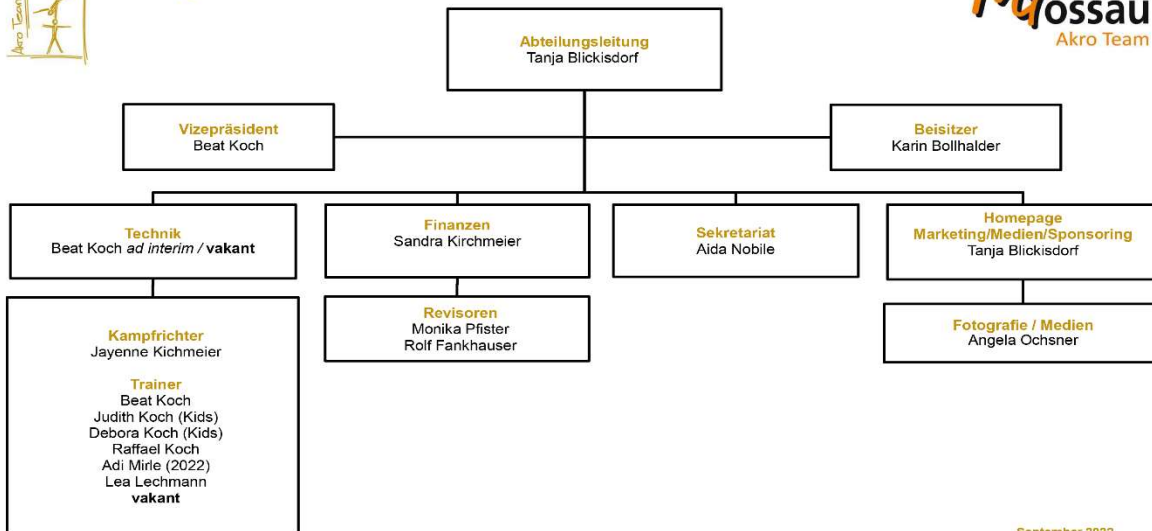 Akro Team
ossau
Akro Team
Abteilungsleitung
Tanja Blickisdorf
Vizepräsident
Beat Koch
Beisitzer
Karin Bollhalder
Technik
Beat Koch ad interim / vakant
Finanzen
Sandra Kirchmeier
Sekretariat
Aida Nobile
Homepage
Marketing/Medien/Sponsoring
Tanja Blickisdorf
Kampfrichter
Jayenne Kichmeier
Trainer
Beat Koch
Judith Koch (Kids)
Debora Koch (Kids)
Raffael Koch
Adi Mirle (2022)
Lea Lechmann
vakant
Revisoren
Monika Pfister
Rolf Fankhauser
Fotografie / Medien
Angela Ochsner